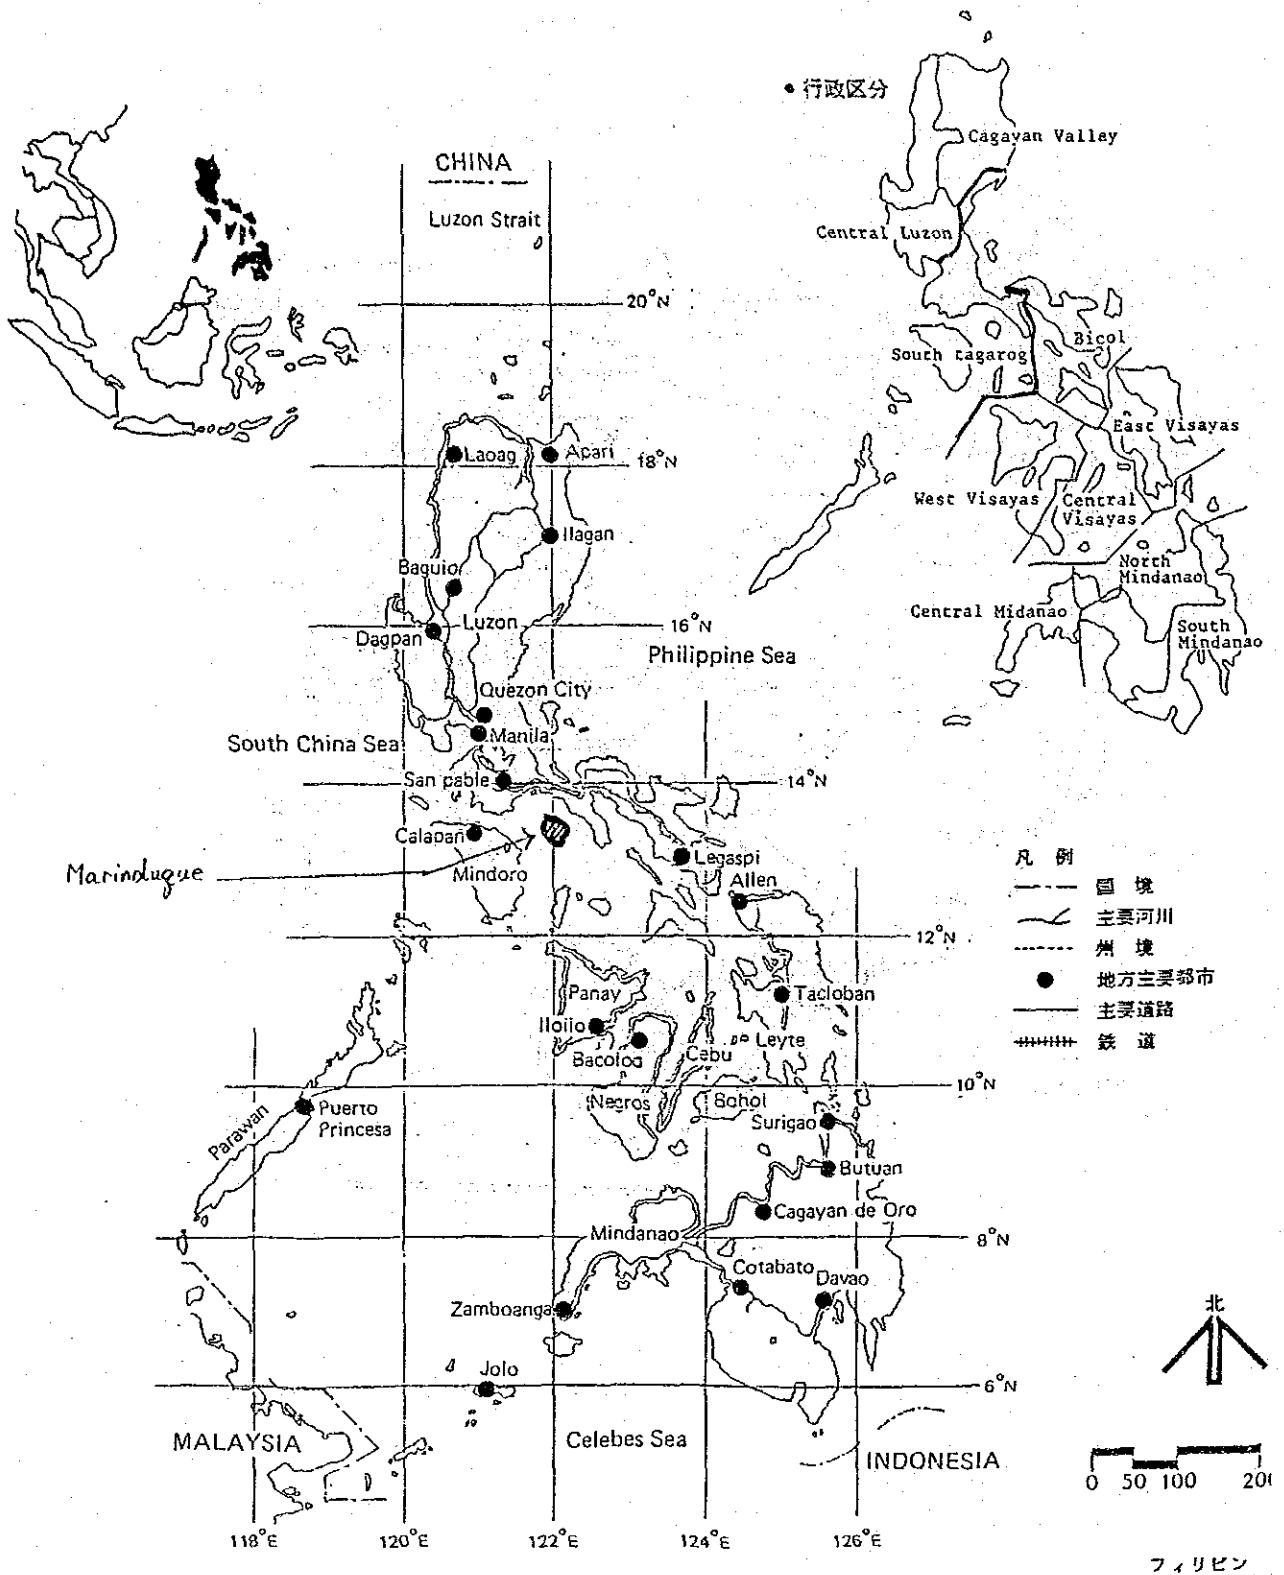 • 行政区分
Cagayan Valley
Central Luzon
South tagarog
Bicol
East Visayas
West Visayas
Central
Visayas
North
Mindanao
Central Midanao
South
Mindanao
CHINA
Luzon Strait
20°N
Laoag
Apari
18°N
Ilagan
Baguio
Luzon
16°N
Dagpan
Philippine Sea
Quezon City
South China Sea
Manila
San pable
14°N
Calapan
Marinduque
Mindoro
Legaspi
Allen
12°N
Panay
Tacloban
Iloilo
Leyte
Bacolod
Cebu
10°N
Negros
Bohol
Parawan
Puerto
Princesa
Surigao
Butuan
Cagayan de Oro
Mindanao
8°N
Cotabato
Davao
Zamboanga
Jolo
6°N
MALAYSIA
Celebes Sea
INDONESIA
118°E
120°E
122°E
124°E
126°E
凡 例
国 境
主要河川
州 境
地方主要都市
主要道路
鉄 道
北
0 50 100 200
フィリピン